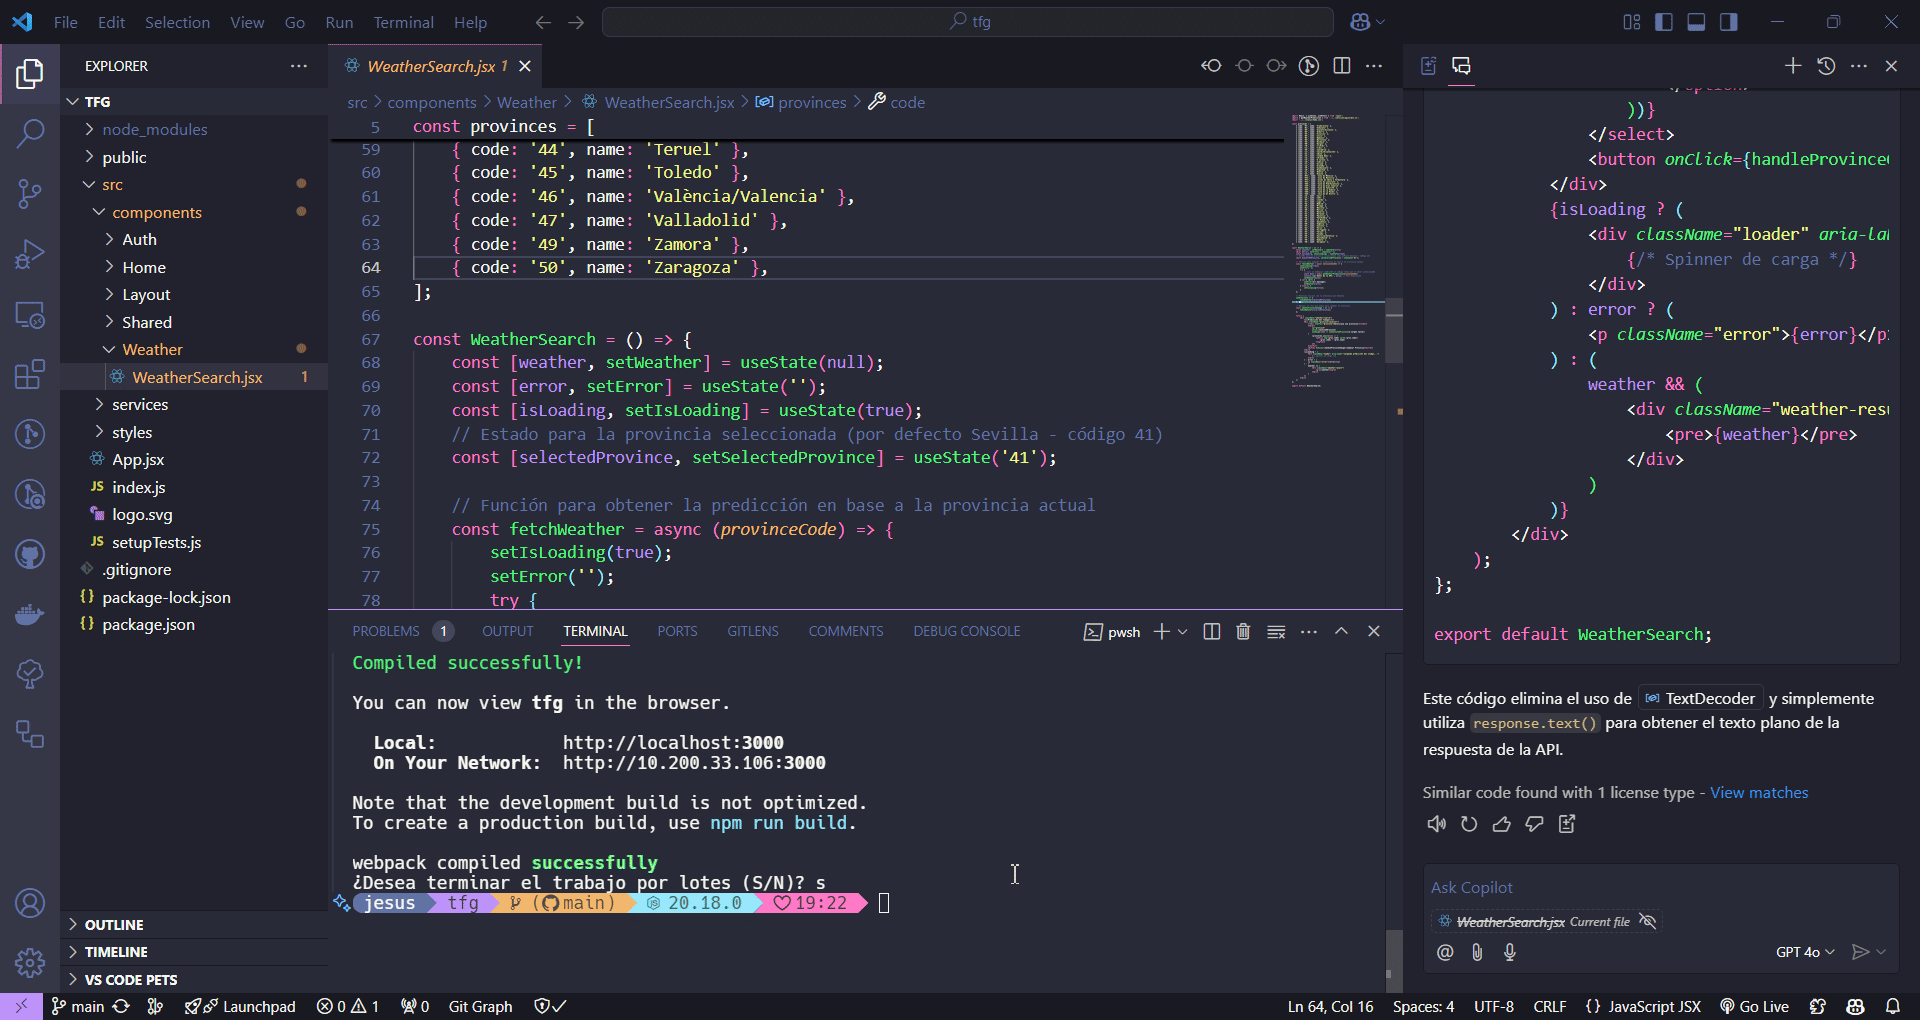 File Edit Selection View Go Run Terminal Help
tfg
EXPLORER
TFG
node_modules
public
src
components
Auth
Home
Layout
Shared
Weather
WeatherSearch.jsx 1
services
styles
App.jsx
JS index.js
logo.svg
JS setupTests.js
.gitignore
{} package-lock.json
{} package.json
OUTLINE
TIMELINE
VS CODE PETS
WeatherSearch.jsx 1
src > components > Weather > WeatherSearch.jsx > provinces > code
5 const provinces = [
59 { code: '44', name: 'Teruel' },
60 { code: '45', name: 'Toledo' },
61 { code: '46', name: 'València/Valencia' },
62 { code: '47', name: 'Valladolid' },
63 { code: '49', name: 'Zamora' },
64 { code: '50', name: 'Zaragoza' },
65 ];
66
67 const WeatherSearch = () => {
68 const [weather, setWeather] = useState(null);
69 const [error, setError] = useState('');
70 const [isLoading, setIsLoading] = useState(true);
71 // Estado para la provincia seleccionada (por defecto Sevilla - código 41)
72 const [selectedProvince, setSelectedProvince] = useState('41');
73
74 // Función para obtener la predicción en base a la provincia actual
75 const fetchWeather = async (provinceCode) => {
76 setIsLoading(true);
77 setError('');
78 try {
PROBLEMS 1 OUTPUT TERMINAL PORTS GITLENS COMMENTS DEBUG CONSOLE
pwsh
Compiled successfully!
You can now view tfg in the browser.
Local: http://localhost:3000
On Your Network: http://10.200.33.106:3000
Note that the development build is not optimized.
To create a production build, use npm run build.
webpack compiled successfully
¿Desea terminar el trabajo por lotes (S/N)? s
jesus tfg (main) 20.18.0 19:22
))}
</select>
<button onClick={handleProvince
</div>
{isLoading ? (
<div className="loader" aria-la
{/* Spinner de carga */}
</div>
) : error ? (
<p className="error">{error}</p
) : (
weather && (
<div className="weather-res
<pre>{weather}</pre>
</div>
)
)}
</div>
);
};
export default WeatherSearch;
Este código elimina el uso de TextDecoder y simplemente
utiliza response.text() para obtener el texto plano de la
respuesta de la API.
Similar code found with 1 license type - View matches
Ask Copilot
WeatherSearch.jsx Current file
@
GPT 4o
main Launchpad 0 1 0 Git Graph
Ln 64, Col 16 Spaces: 4 UTF-8 CRLF {} JavaScript JSX Go Live